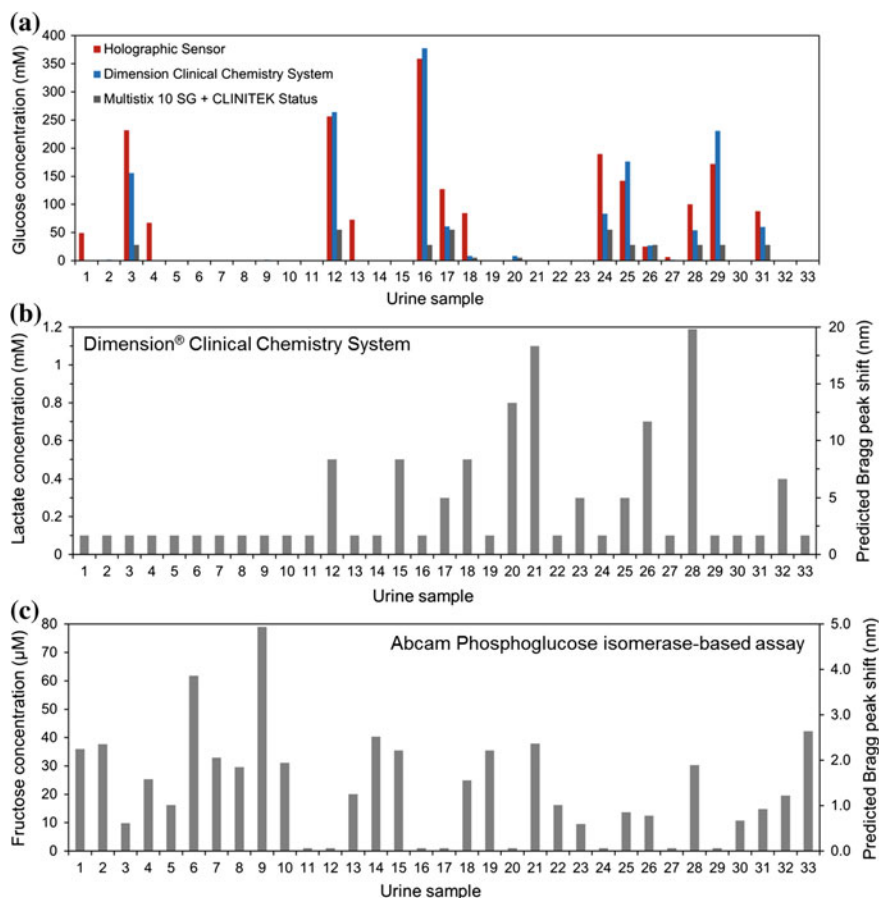 (a)
Glucose concentration (mM)
400
350
300
250
200
150
100
50
0
Holographic Sensor
Dimension Clinical Chemistry System
Multistix 10 SG + CLINITEK Status
1 2 3 4 5 6 7 8 9 10 11 12 13 14 15 16 17 18 19 20 21 22 23 24 25 26 27 28 29 31 32 33
Urine sample
(b)
Lactate concentration (mM)
1.2
1
0.8
0.6
0.4
0.2
0
Dimension® Clinical Chemistry System
20
15
10
5
0
Predicted Bragg peak shift (nm)
1 2 3 4 5 6 7 8 9 10 11 12 13 14 15 16 17 18 19 20 21 22 23 24 25 26 28 29 30 31 32 33
Urine sample
(c)
Fructose concentration (μM)
80
70
60
50
40
30
20
10
0
Abcam Phosphoglucose isomerase-based assay
5.0
4.0
3.0
2.0
1.0
0.0
Predicted Bragg peak shift (nm)
1 2 3 4 5 6 7 8 9 10 11 12 13 14 15 16 17 18 19 20 21 22 23 24 25 26 27 28 29 30 31 32 33
Urine sample